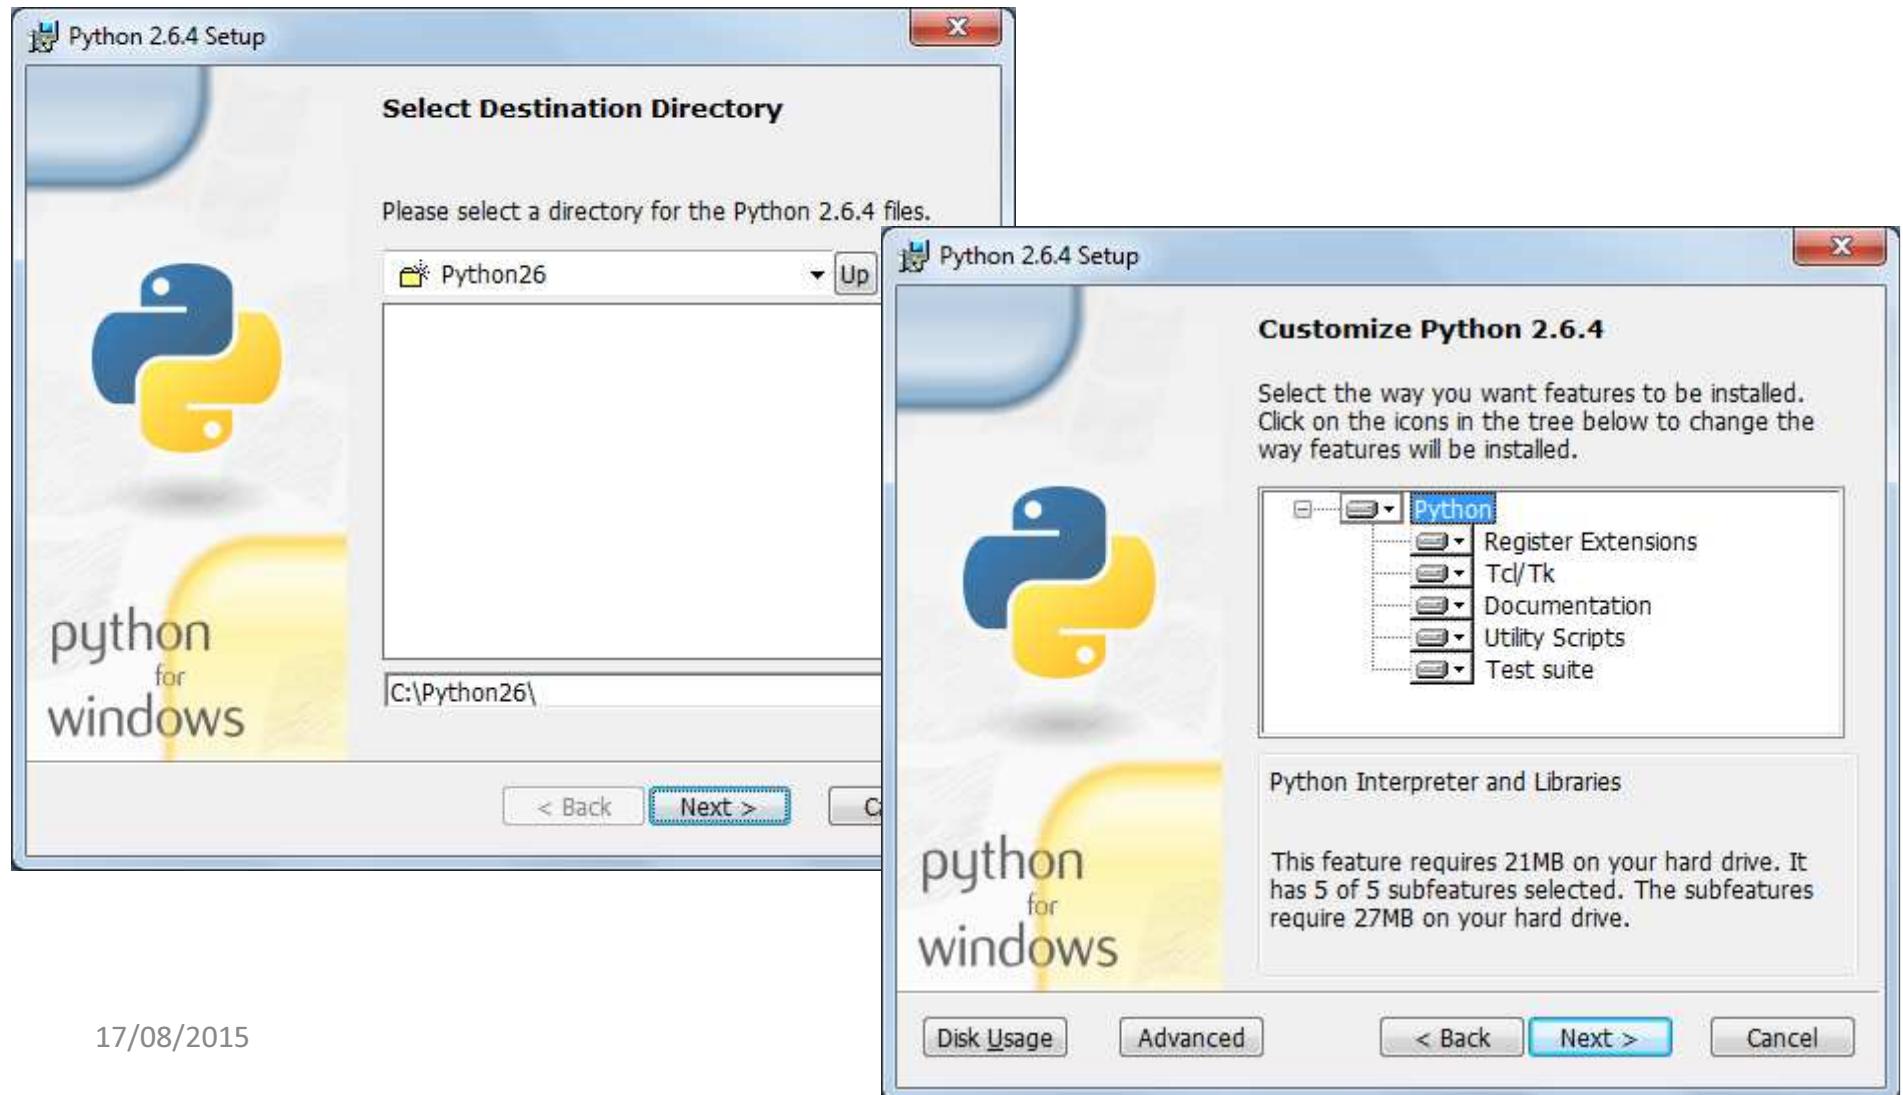 Python 2.6.4 Setup
Select Destination Directory
Please select a directory for the Python 2.6.4 files.
Python26
Up
C:\Python26\
python
for
windows
< Back
Next >
Python 2.6.4 Setup
Customize Python 2.6.4
Select the way you want features to be installed.
Click on the icons in the tree below to change the
way features will be installed.
Python
Register Extensions
Tcl/Tk
Documentation
Utility Scripts
Test suite
Python Interpreter and Libraries
This feature requires 21MB on your hard drive. It
has 5 of 5 subfeatures selected. The subfeatures
require 27MB on your hard drive.
python
for
windows
Disk Usage
Advanced
< Back
Next >
Cancel
17/08/2015